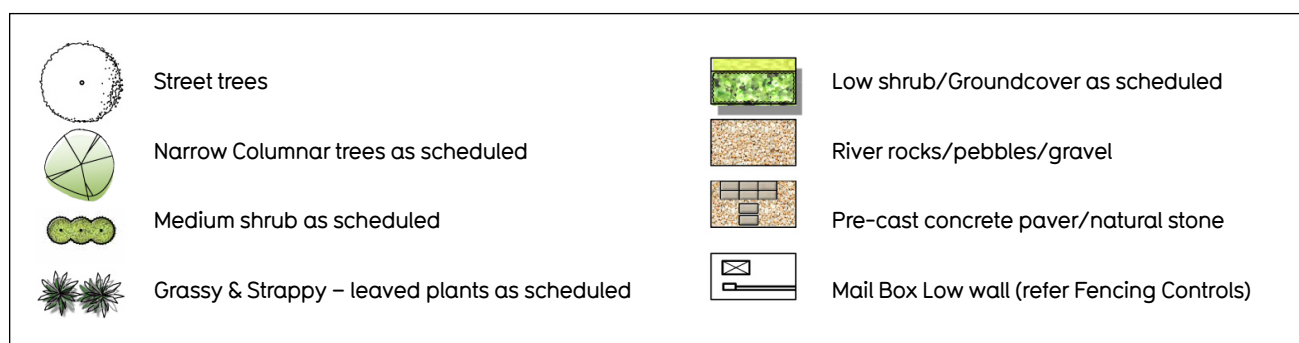 Street trees
Narrow Columnar trees as scheduled
Medium shrub as scheduled
Grassy & Strappy – leaved plants as scheduled
Low shrub/Groundcover as scheduled
River rocks/pebbles/gravel
Pre-cast concrete paver/natural stone
Mail Box Low wall (refer Fencing Controls)